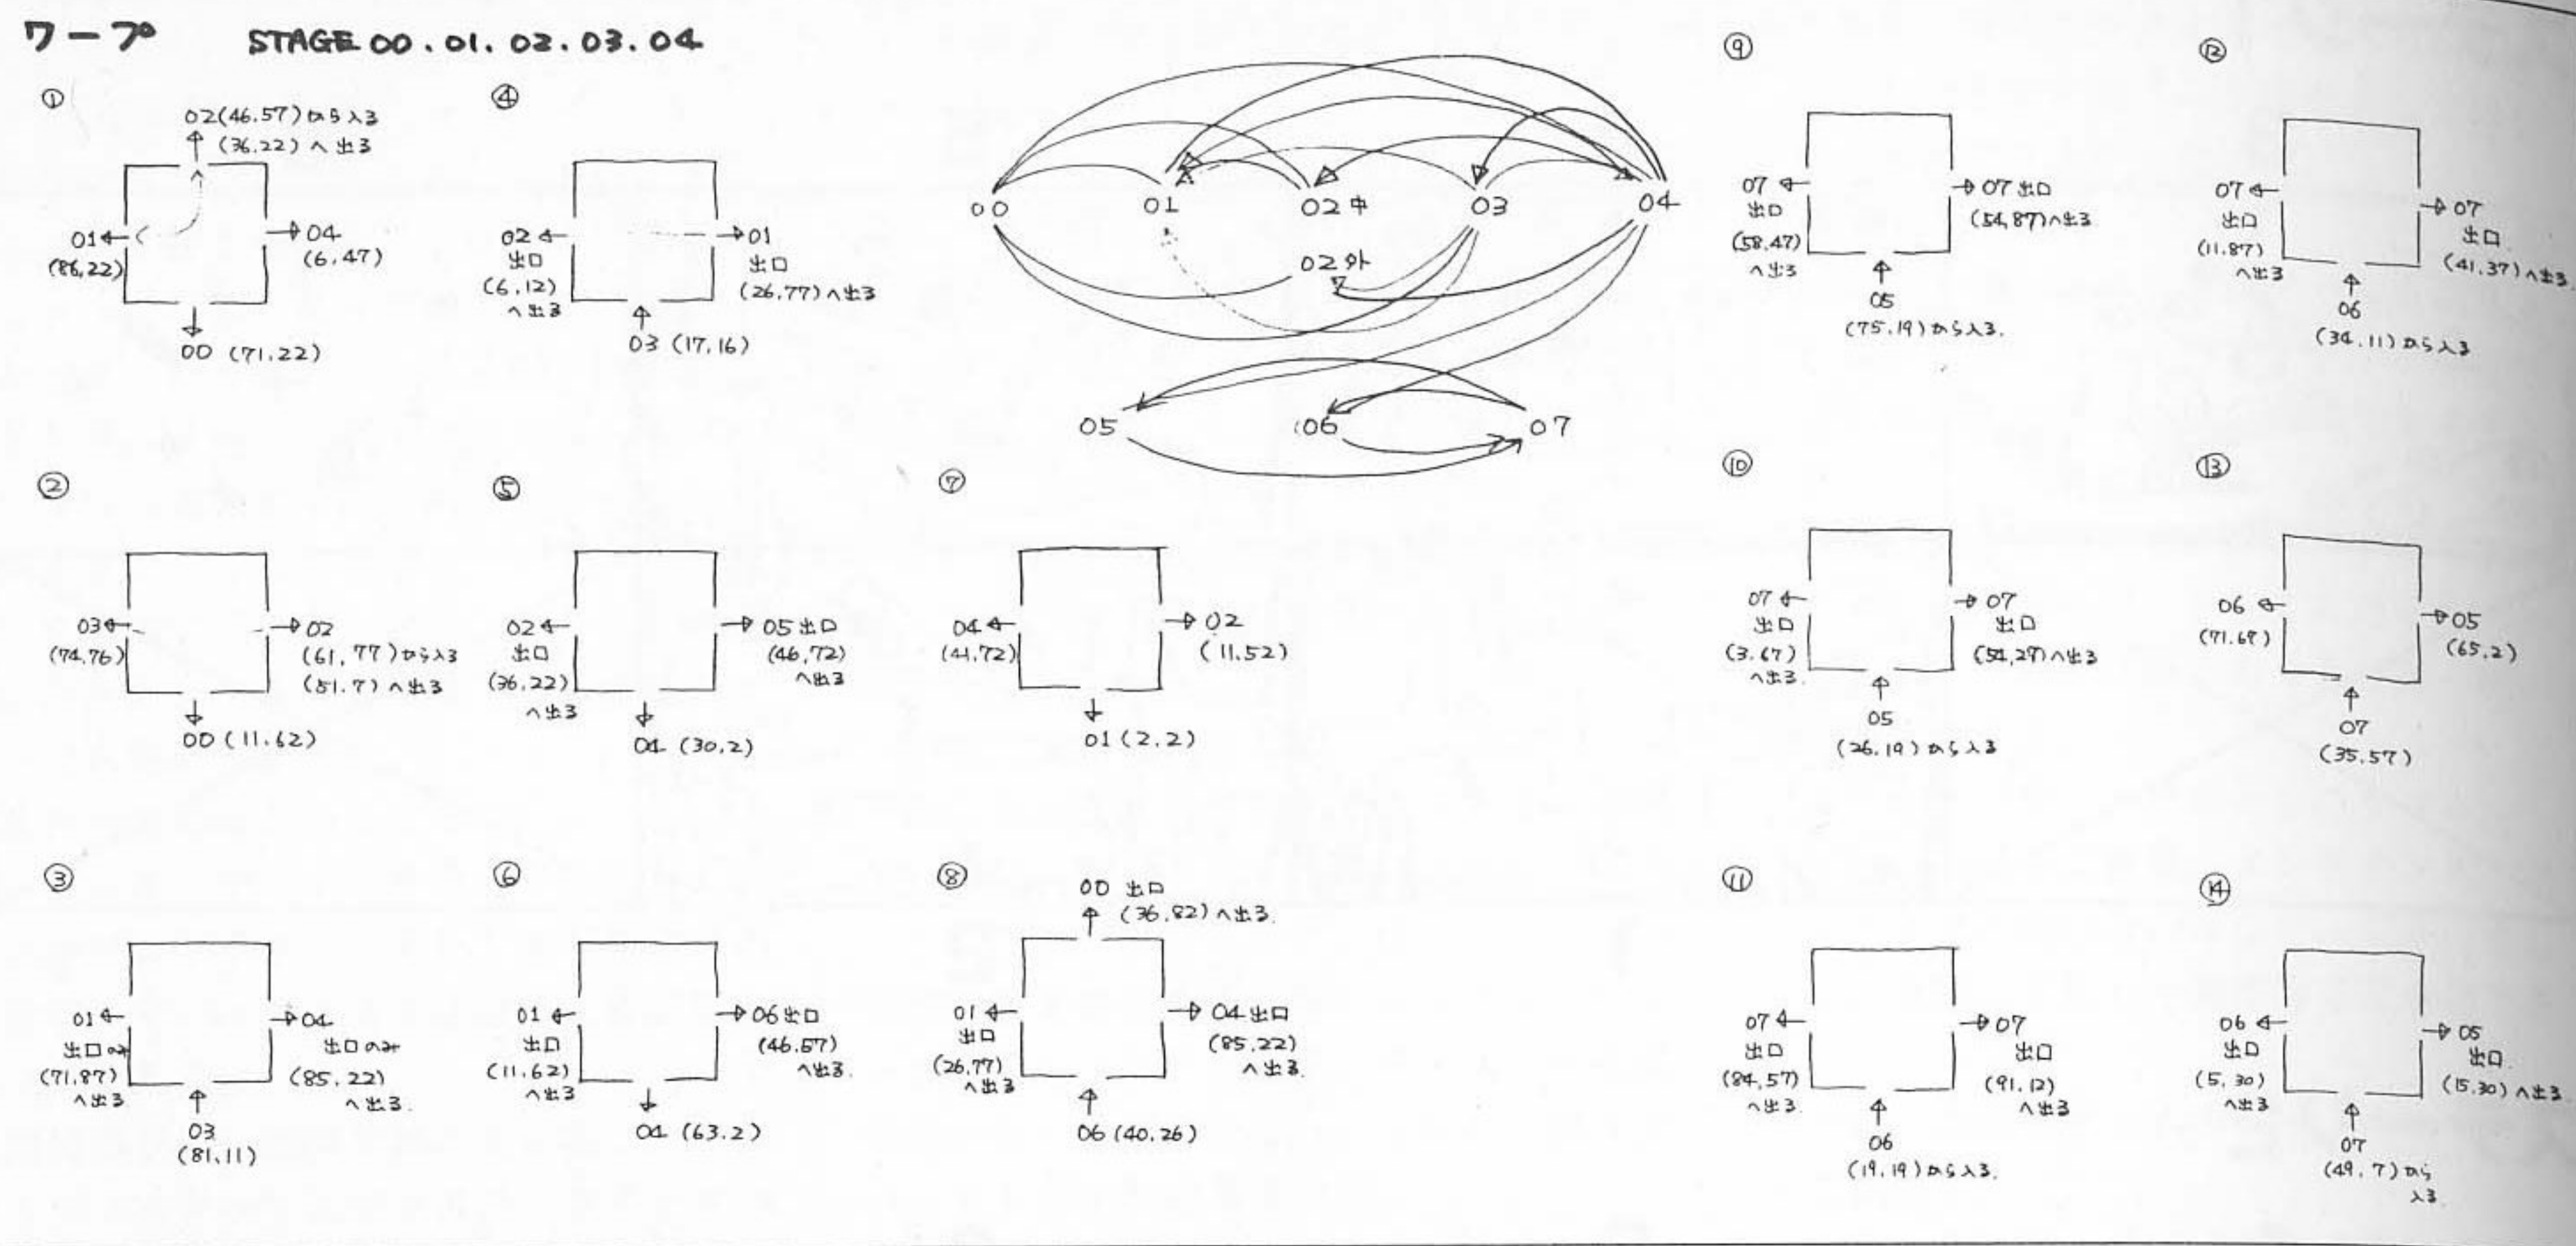 ワープ STAGE 00.01.02.03.04
①
02(46.57)から入る
(36.22)へ出る
01
(86,22)
04
(6,47)
00 (71.22)
②
03
(74.76)
02
(61,77)から入る
(51.7)へ出る
00 (11.62)
③
01
出口のみ
(71,87)
へ出る
04
出口のみ
(85,22)
へ出る.
03
(81,11)
④
02
出口
(6,12)
へ出る
01
出口
(26,77)へ出る
03 (17,16)
⑤
02
出口
(36,22)
へ出る
05出口
(46,72)
へ出る
04 (30,2)
⑥
01
出口
(11.62)
へ出る
06出口
(46.57)
へ出る.
04 (63.2)
00
01
02中
03
04
02外
05
06
07
⑦
04
(41,72)
02
(11.52)
01 (2.2)
⑧
00 出口
(36,82)へ出る.
01
出口
(26,77)
へ出る
04出口
(85,22)
へ出る.
06 (40,26)
⑨
07
出口
(58,47)
へ出る
07出口
(54,87)へ出る
05
(75.19)から入る.
⑩
07
出口
(3.67)
へ出る.
07
出口
(54,27)へ出る
05
(26,19)から入る
⑪
07
出口
(84,57)
へ出る.
07
出口
(91,12)
へ出る
06
(19,19)から入る.
⑫
07
出口
(11.87)
へ出る
07
出口
(41.37)へ出る.
06
(34.11)から入る
⑬
06
(71.67)
05
(65.2)
07
(35.57)
⑭
06
出口
(5,30)
へ出る
05
出口.
(15.30)へ出る
07
(49,7)から
入る.